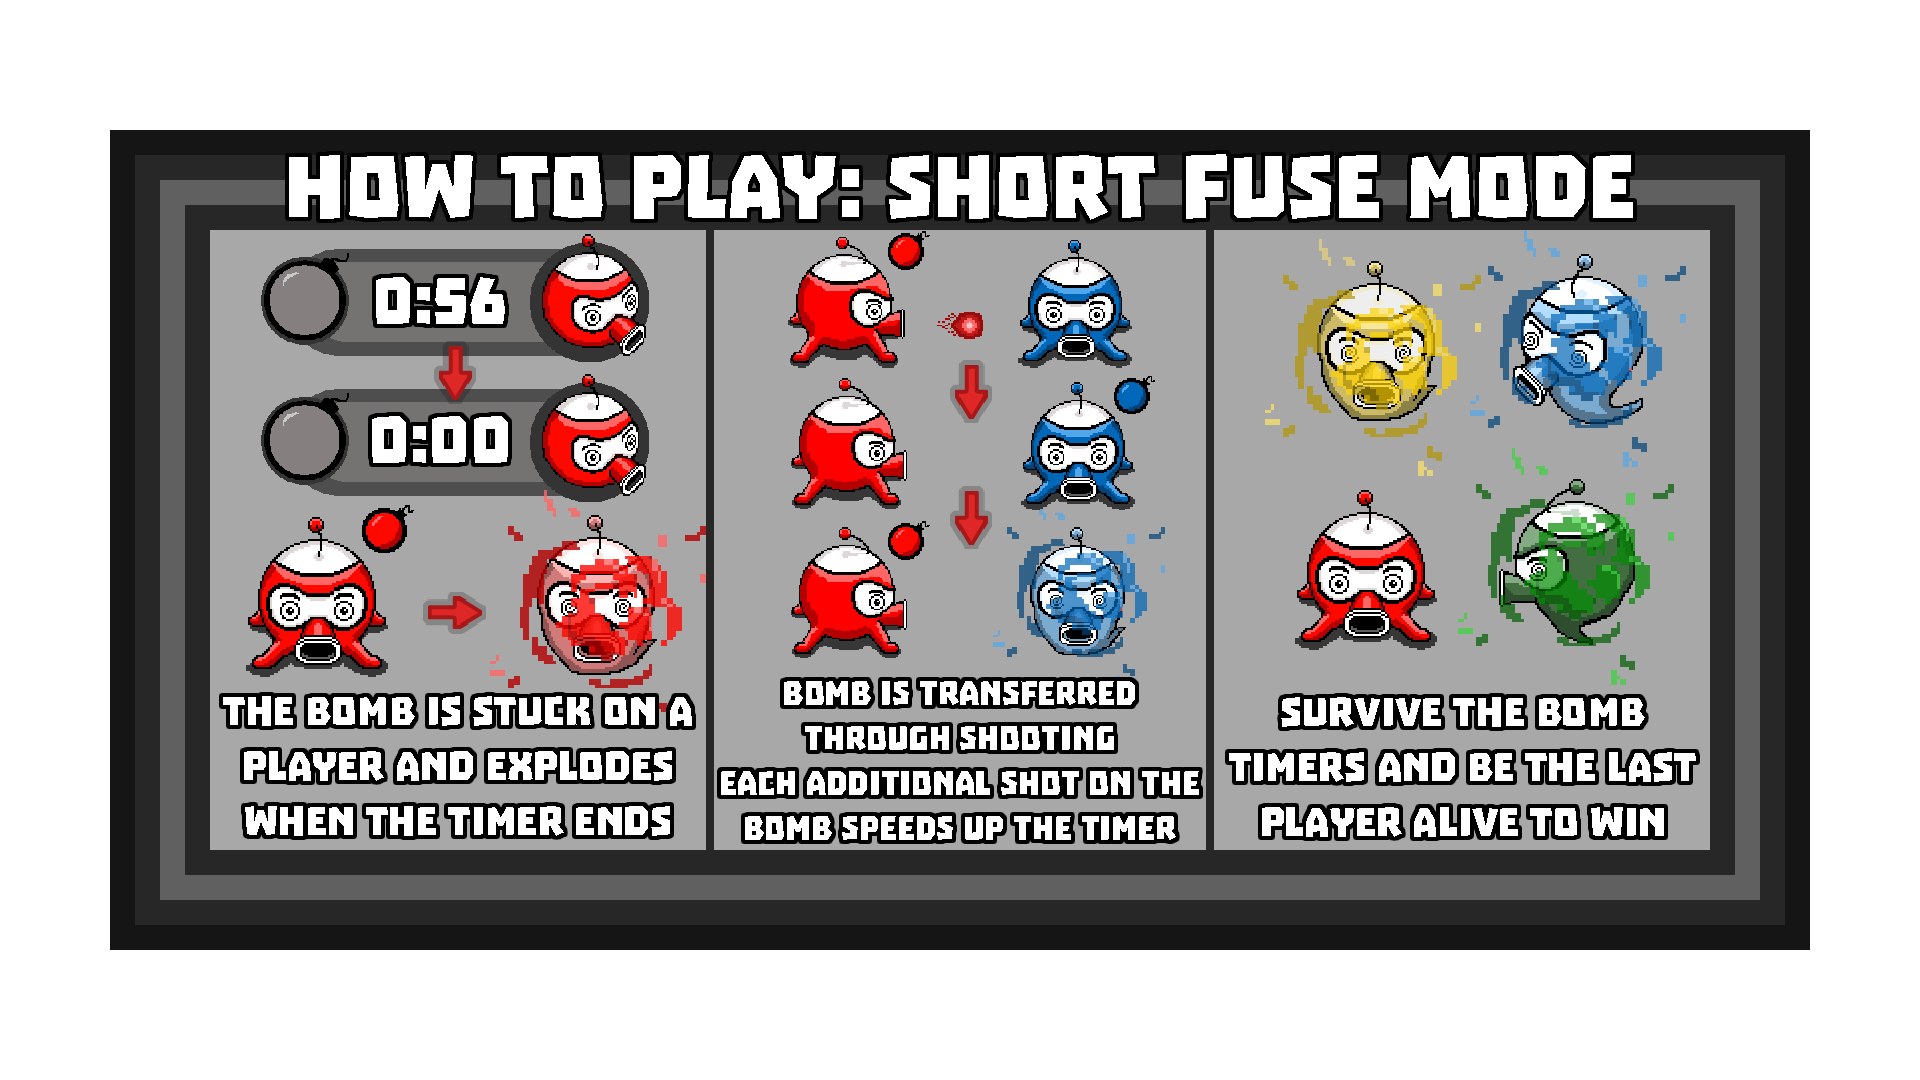 HOW TO PLAY: SHORT FUSE MODE
0:56
0:00
THE BOMB IS STUCK ON A
PLAYER AND EXPLODES
WHEN THE TIMER ENDS
BOMB IS TRANSFERRED
THROUGH SHOOTING
EACH ADDITIONAL SHOT ON THE
BOMB SPEEDS UP THE TIMER
SURVIVE THE BOMB
TIMERS AND BE THE LAST
PLAYER ALIVE TO WIN